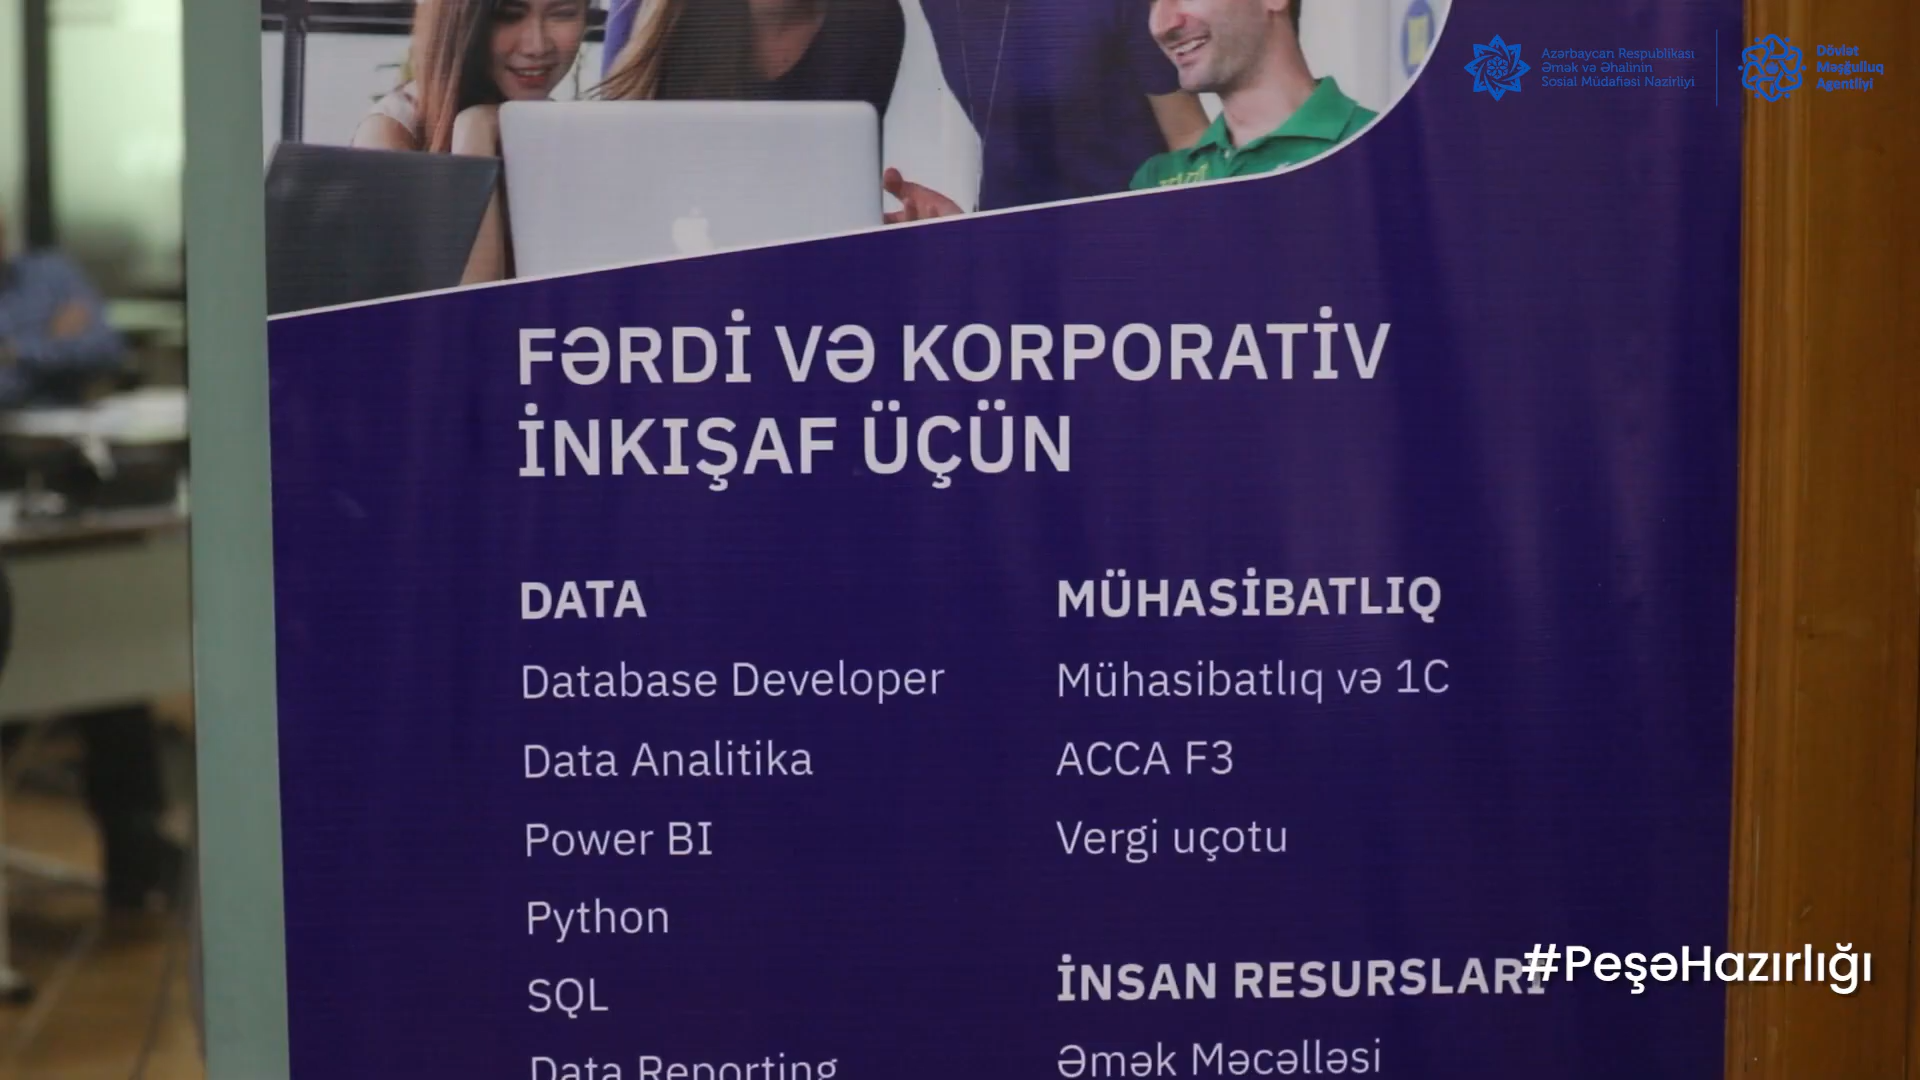 Azərbaycan Respublikası
Əmək və Əhalinin
Sosial Müdafiəsi Nazirliyi
Dövlət
Məşğulluq
Agentliyi
FƏRDİ VƏ KORPORATİV
İNKIŞAF ÜÇÜN
DATA
Database Developer
Data Analitika
Power BI
Python
SQL
Data Reporting
MÜHASİBATLIQ
Mühasibatlıq və 1C
ACCA F3
Vergi uçotu
İNSAN RESURSLARI
Əmək Məcəlləsi
#PeşəHazırlığı